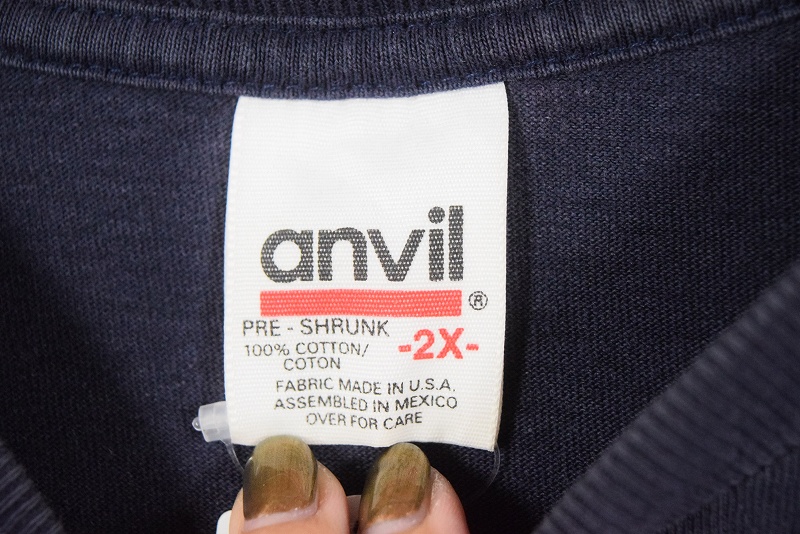 anvil
®
PRE - SHRUNK
-2X-
100% COTTON/
COTON
FABRIC MADE IN U.S.A.
ASSEMBLED IN MEXICO
OVER FOR CARE